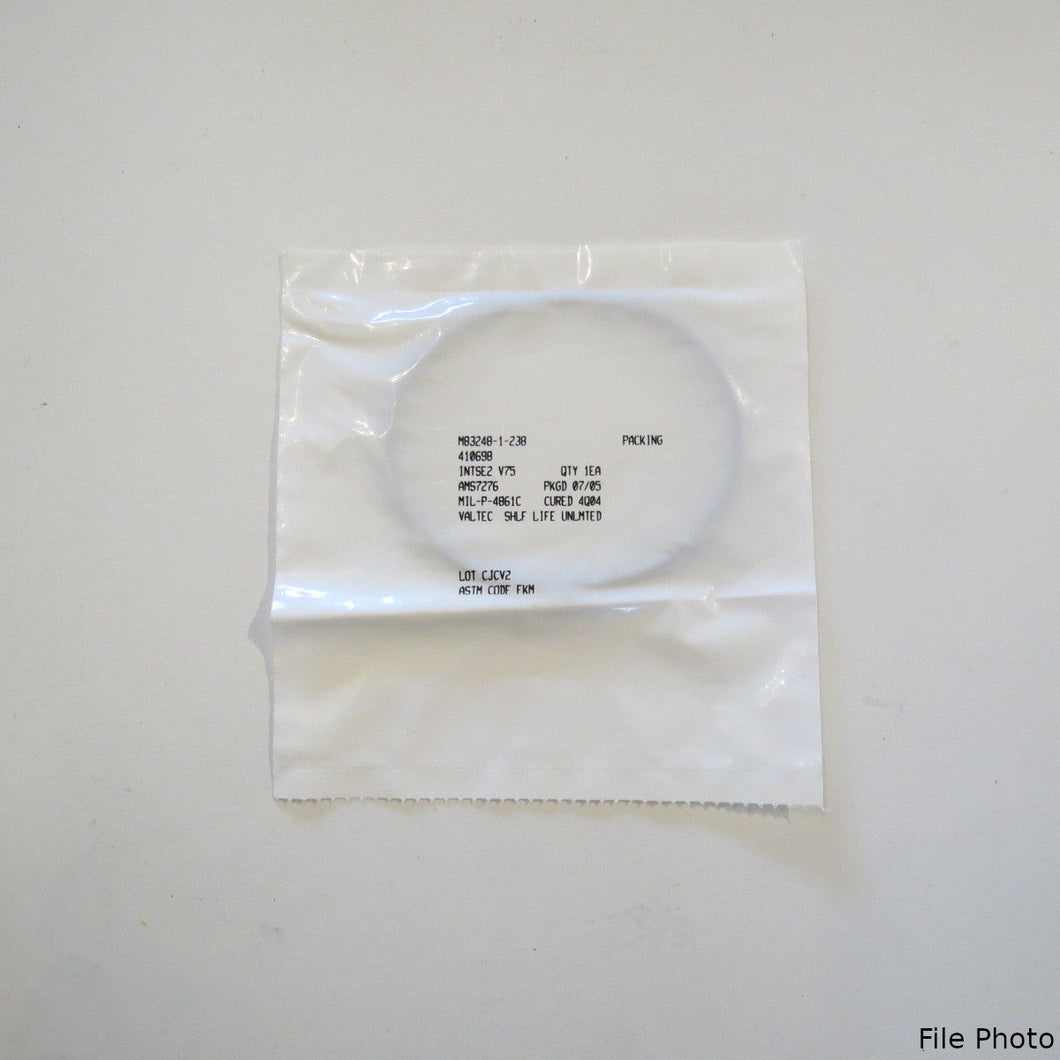 M83248-1-238 PACKING
410698
INTSE2 V75 QTY 1EA
AMS7276 PKGD 07/05
MIL-P-4861C CURED 4Q04
VALTEC SHLF LIFE UNLMTED
LOT CJCV2
ASTM CODE FKM
File Photo